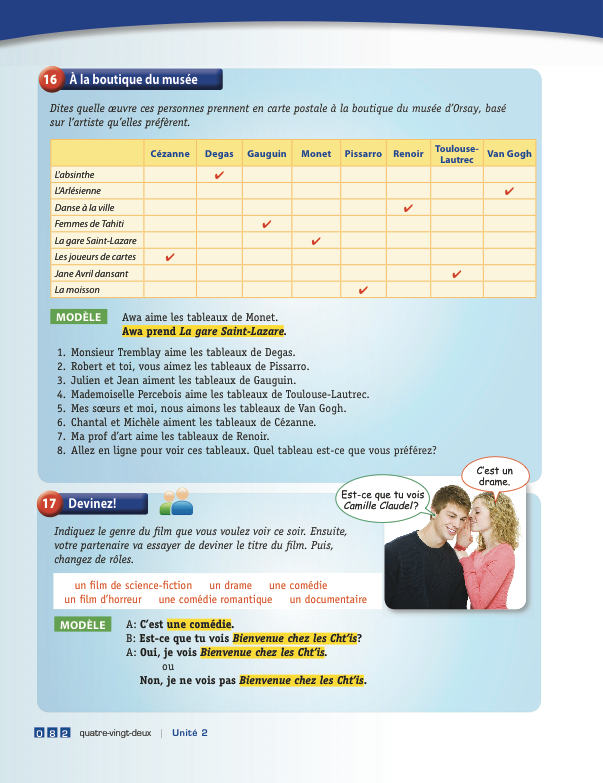 16 À la boutique du musée
Dites quelle œuvre ces personnes prennent en carte postale à la boutique du musée d'Orsay, basé
sur l'artiste qu'elles préfèrent.
Cézanne Degas Gauguin Monet Pissarro Renoir Toulouse-
Lautrec Van Gogh
L'absinthe ✔
L'Arlésienne ✔
Danse à la ville ✔
Femmes de Tahiti ✔
La gare Saint-Lazare ✔
Les joueurs de cartes ✔
Jane Avril dansant ✔
La moisson ✔
MODÈLE Awa aime les tableaux de Monet.
Awa prend La gare Saint-Lazare.
1. Monsieur Tremblay aime les tableaux de Degas.
2. Robert et toi, vous aimez les tableaux de Pissarro.
3. Julien et Jean aiment les tableaux de Gauguin.
4. Mademoiselle Percebois aime les tableaux de Toulouse-Lautrec.
5. Mes sœurs et moi, nous aimons les tableaux de Van Gogh.
6. Chantal et Michèle aiment les tableaux de Cézanne.
7. Ma prof d'art aime les tableaux de Renoir.
8. Allez en ligne pour voir ces tableaux. Quel tableau est-ce que vous préférez?
17 Devinez!
Indiquez le genre du film que vous voulez voir ce soir. Ensuite,
votre partenaire va essayer de deviner le titre du film. Puis,
changez de rôles.
Est-ce que tu vois
Camille Claudel?
C'est un
drame.
un film de science-fiction un drame une comédie
un film d'horreur une comédie romantique un documentaire
MODÈLE A: C'est une comédie.
B: Est-ce que tu vois Bienvenue chez les Cht'is?
A: Oui, je vois Bienvenue chez les Cht'is.
ou
Non, je ne vois pas Bienvenue chez les Cht'is.
082 quatre-vingt-deux | Unité 2